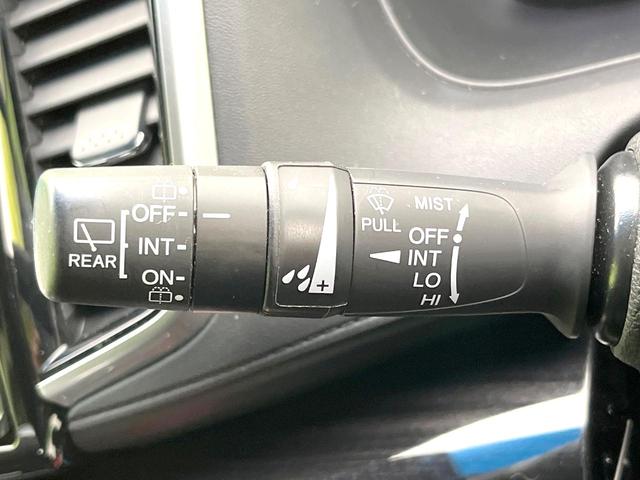 OFF
INT
ON
REAR
+
PULL
MIST
OFF
INT
LO
HI